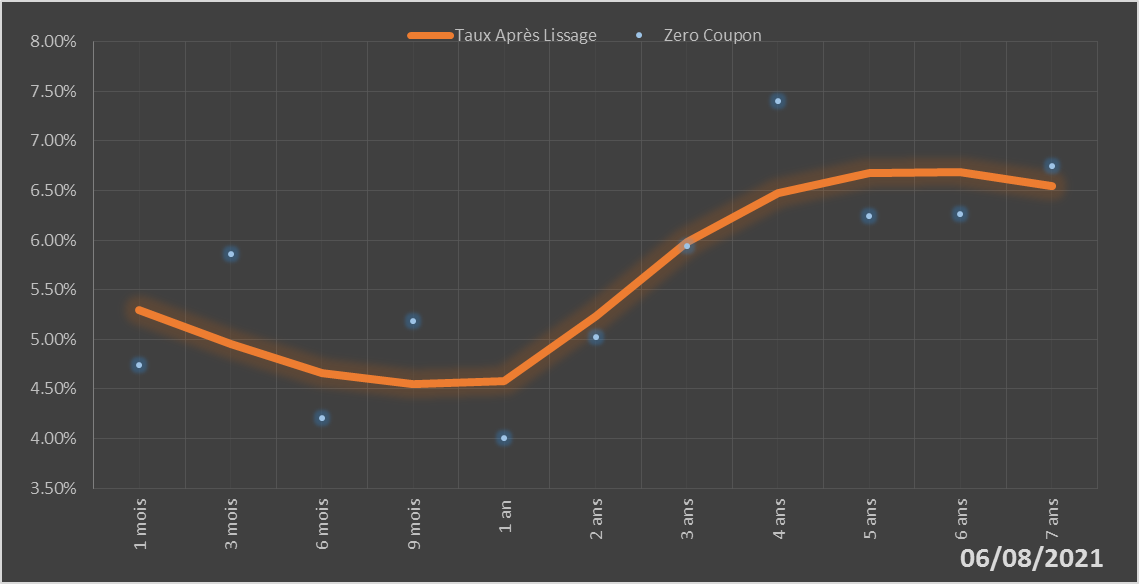 Taux Après Lissage
Zero Coupon
8.00%
7.50%
7.00%
6.50%
6.00%
5.50%
5.00%
4.50%
4.00%
3.50%
1 mois
3 mois
6 mois
9 mois
1 an
2 ans
3 ans
4 ans
5 ans
6 ans
7 ans
06/08/2021